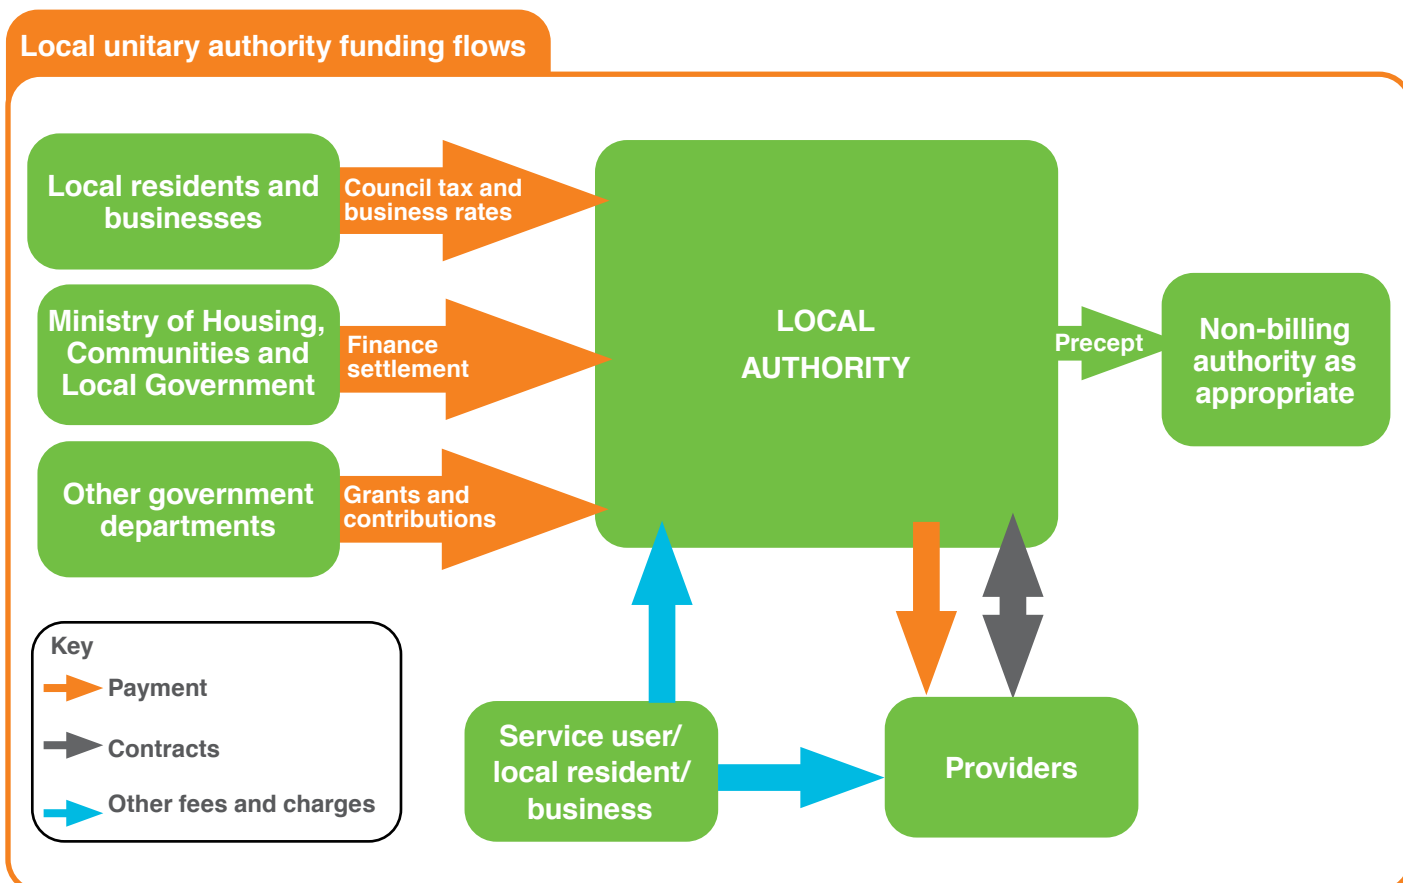 Local unitary authority funding flows
Local residents and
businesses
Council tax and
business rates
Ministry of Housing,
Communities and
Local Government
Finance
settlement
Other government
departments
Grants and
contributions
LOCAL
AUTHORITY
Precept
Non-billing
authority as
appropriate
Key
Payment
Contracts
Other fees and charges
Service user/
local resident/
business
Providers